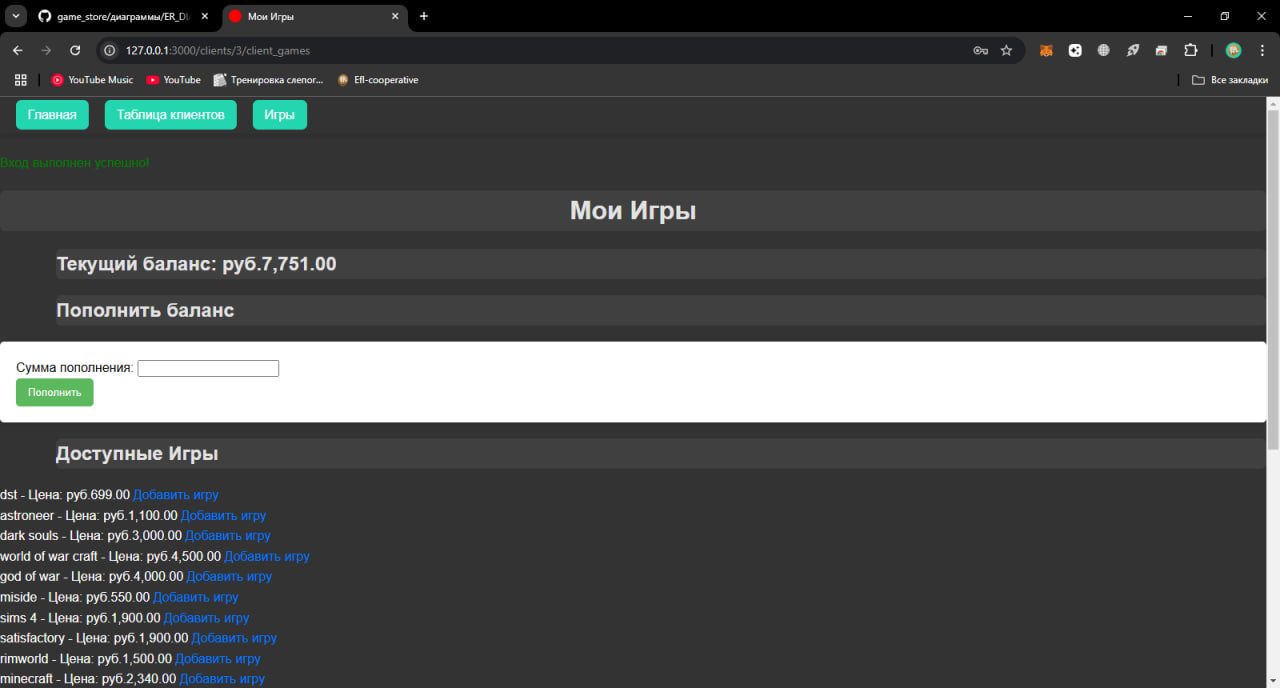 game_store/диаграммы/ER_DI
Мои Игры
127.0.0.1:3000/clients/3/client_games
YouTube Music
YouTube
Тренировка слепог...
Efl-cooperative
Все закладки
Главная
Таблица клиентов
Игры
Вход выполнен успешно!
Мои Игры
Текущий баланс: руб.7,751.00
Пополнить баланс
Сумма пополнения:
Пополнить
Доступные Игры
dst - Цена: руб.699.00 Добавить игру
astroneer - Цена: руб.1,100.00 Добавить игру
dark souls - Цена: руб.3,000.00 Добавить игру
world of war craft - Цена: руб.4,500.00 Добавить игру
god of war - Цена: руб.4,000.00 Добавить игру
miside - Цена: руб.550.00 Добавить игру
sims 4 - Цена: руб.1,900.00 Добавить игру
satisfactory - Цена: руб.1,900.00 Добавить игру
rimworld - Цена: руб.1,500.00 Добавить игру
minecraft - Цена: руб.2,340.00 Добавить игру